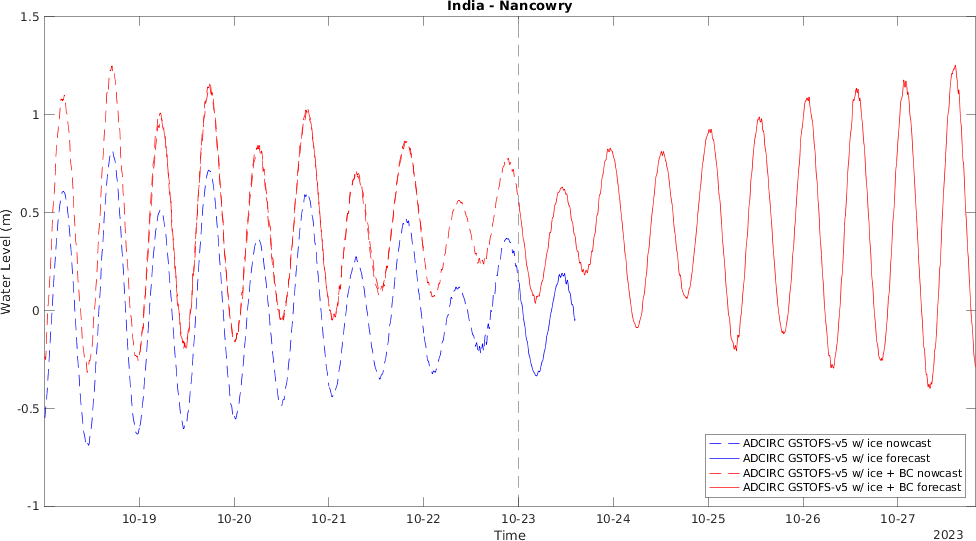 India - Nancowry
1.5
1
0.5
0
-0.5
-1
Water Level (m)
10-19
10-20
10-21
10-22
10-23
10-24
10-25
10-26
10-27
Time
2023
ADCIRC GSTOFS-v5 w/ ice nowcast
ADCIRC GSTOFS-v5 w/ ice forecast
ADCIRC GSTOFS-v5 w/ ice + BC nowcast
ADCIRC GSTOFS-v5 w/ ice + BC forecast